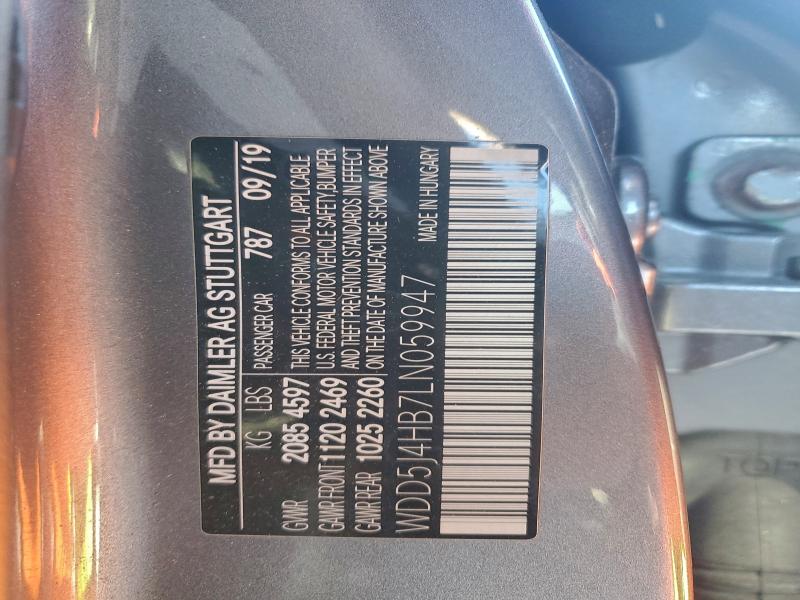 MFD BY DAIMLER AG STUTTGART
KG LBS PASSENGER CAR 787 09/19
GVWR 2085 4597 THIS VEHICLE CONFORMS TO ALL APPLICABLE
GAWR FRONT 1120 2469 U.S. FEDERAL MOTOR VEHICLE SAFETY, BUMPER
GAWR REAR 1025 2260 AND THEFT PREVENTION STANDARDS IN EFFECT
ON THE DATE OF MANUFACTURE SHOWN ABOVE
WDD5J4HB7LN059947 MADE IN HUNGARY
TOP